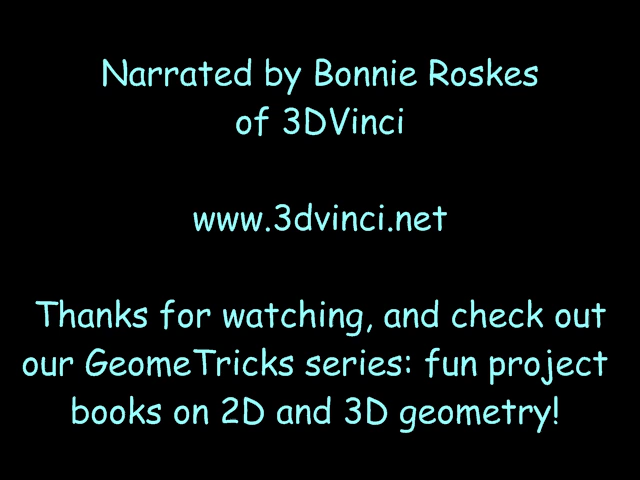 Narrated by Bonnie Roskes
of 3DVinci
www.3dvinci.net
Thanks for watching, and check out
our GeomeTricks series: fun project
books on 2D and 3D geometry!